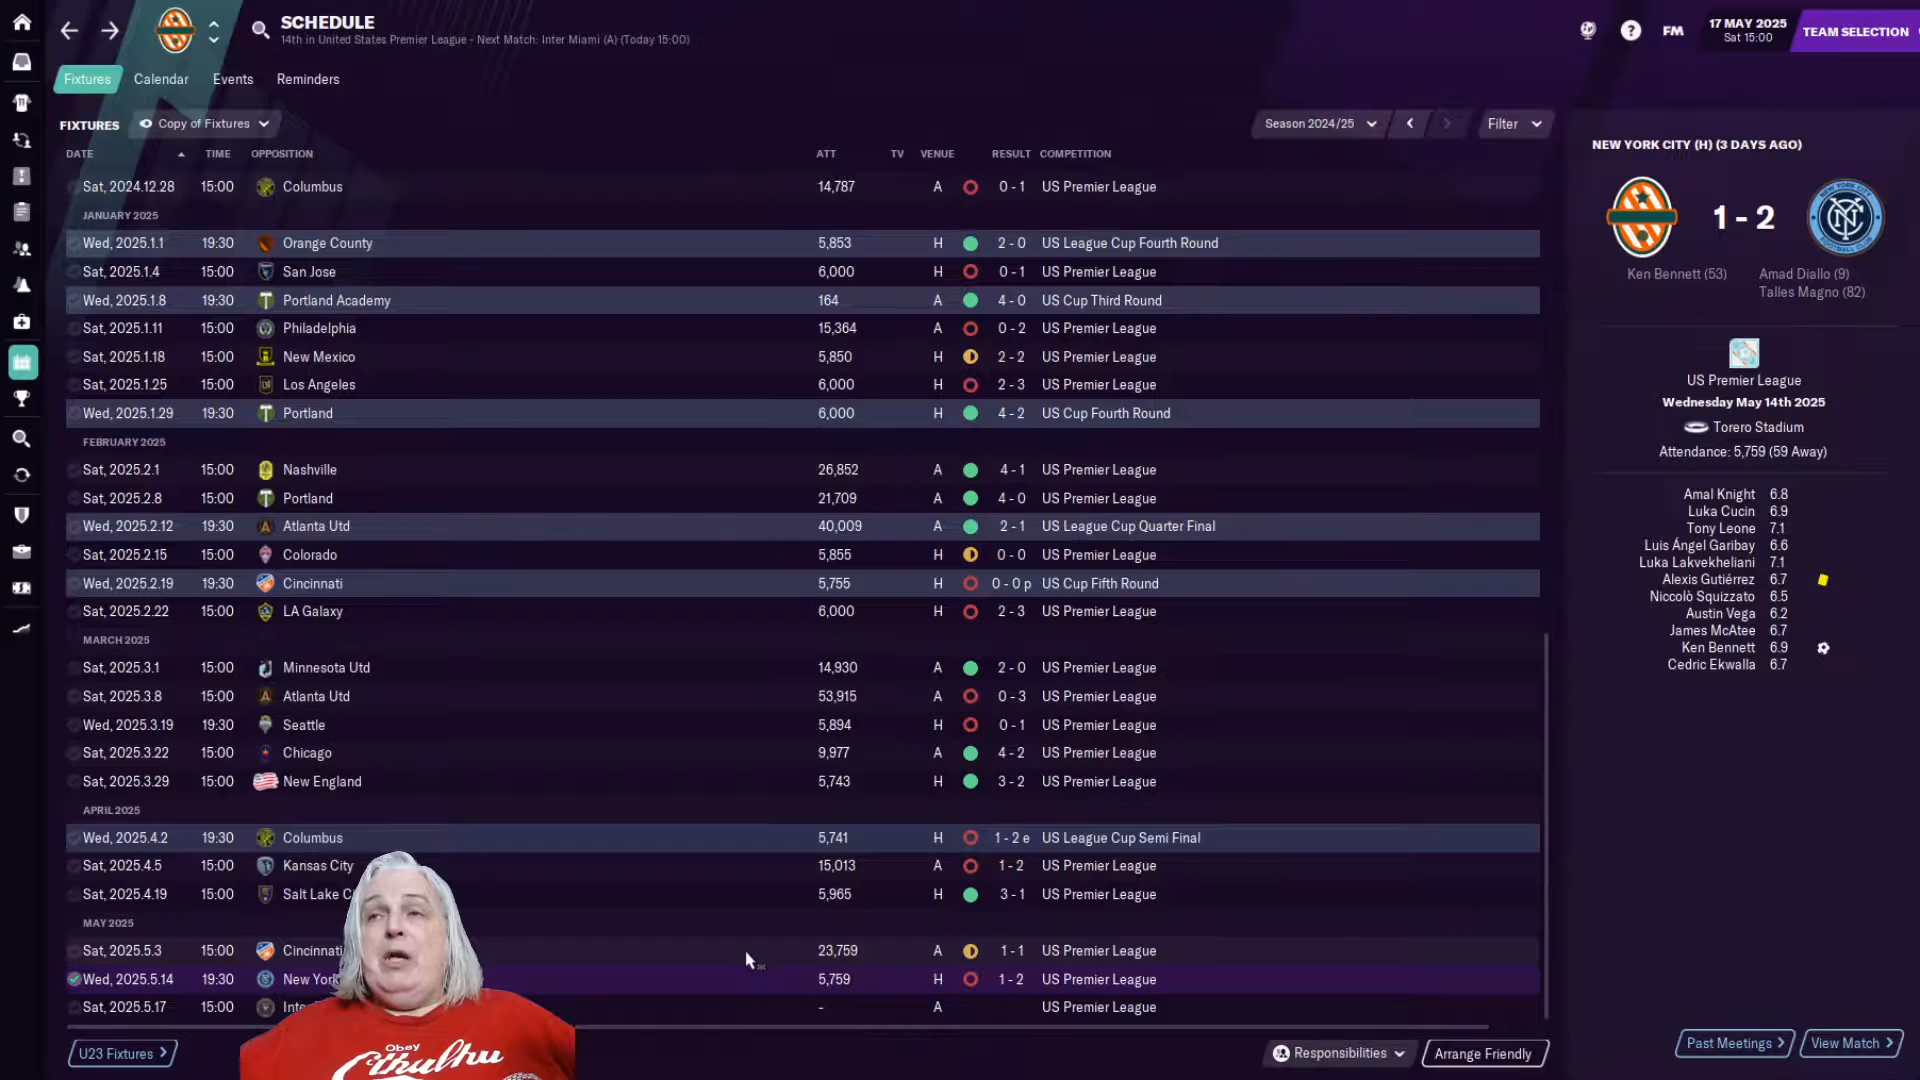 SCHEDULE
14th in United States Premier League - Next Match: Inter Miami (A) (Today 15:00)
FM
17 MAY 2025
Sat 15:00
TEAM SELECTION
Fixtures Calendar Events Reminders
FIXTURES Copy of Fixtures
Season 2024/25 Filter
DATE TIME OPPOSITION ATT TV VENUE RESULT COMPETITION
Sat, 2024.12.28 15:00 Columbus 14,787 A 0 - 1 US Premier League
JANUARY 2025
Wed, 2025.1.1 19:30 Orange County 5,853 H 2 - 0 US League Cup Fourth Round
Sat, 2025.1.4 15:00 San Jose 6,000 H 0 - 1 US Premier League
Wed, 2025.1.8 19:30 Portland Academy 164 A 4 - 0 US Cup Third Round
Sat, 2025.1.11 15:00 Philadelphia 15,364 A 0 - 2 US Premier League
Sat, 2025.1.18 15:00 New Mexico 5,850 H 2 - 2 US Premier League
Sat, 2025.1.25 15:00 Los Angeles 6,000 H 2 - 3 US Premier League
Wed, 2025.1.29 19:30 Portland 6,000 H 4 - 2 US Cup Fourth Round
FEBRUARY 2025
Sat, 2025.2.1 15:00 Nashville 26,852 A 4 - 1 US Premier League
Sat, 2025.2.8 15:00 Portland 21,709 A 4 - 0 US Premier League
Wed, 2025.2.12 19:30 Atlanta Utd 40,009 A 2 - 1 US League Cup Quarter Final
Sat, 2025.2.15 15:00 Colorado 5,855 H 0 - 0 US Premier League
Wed, 2025.2.19 19:30 Cincinnati 5,755 H 0 - 0 p US Cup Fifth Round
Sat, 2025.2.22 15:00 LA Galaxy 6,000 H 2 - 3 US Premier League
MARCH 2025
Sat, 2025.3.1 15:00 Minnesota Utd 14,930 A 2 - 0 US Premier League
Sat, 2025.3.8 15:00 Atlanta Utd 53,915 A 0 - 3 US Premier League
Wed, 2025.3.19 19:30 Seattle 5,894 H 0 - 1 US Premier League
Sat, 2025.3.22 15:00 Chicago 9,977 A 4 - 2 US Premier League
Sat, 2025.3.29 15:00 New England 5,743 H 3 - 2 US Premier League
APRIL 2025
Wed, 2025.4.2 19:30 Columbus 5,741 H 1 - 2 e US League Cup Semi Final
Sat, 2025.4.5 15:00 Kansas City 15,013 A 1 - 2 US Premier League
Sat, 2025.4.19 15:00 Salt Lake C 5,965 H 3 - 1 US Premier League
MAY 2025
Sat, 2025.5.3 15:00 Cincinnati 23,759 A 1 - 1 US Premier League
Wed, 2025.5.14 19:30 New York 5,759 H 1 - 2 US Premier League
Sat, 2025.5.17 15:00 Inte - A US Premier League
U23 Fixtures
Obey
Cthulhu
Responsibilities Arrange Friendly
NEW YORK CITY (H) (3 DAYS AGO)
1 - 2
NEW YORK CITY
FOOTBALL CLUB
Ken Bennett (53) Amad Diallo (9)
Talles Magno (82)
US Premier League
Wednesday May 14th 2025
Torero Stadium
Attendance: 5,759 (59 Away)
Amal Knight 6.8
Luka Cucin 6.9
Tony Leone 7.1
Luis Ángel Garibay 6.6
Luka Lakvekheliani 7.1
Alexis Gutiérrez 6.7
Niccolò Squizzato 6.5
Austin Vega 6.2
James McAtee 6.7
Ken Bennett 6.9
Cedric Ekwalla 6.7
Past Meetings View Match